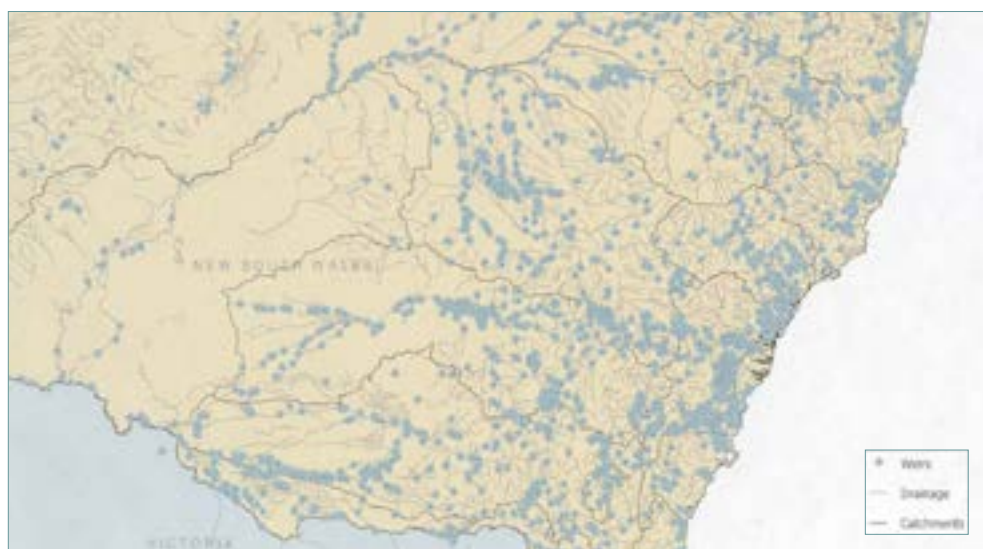 NEW SOUTH WALES
Weirs
Drainage
Catchments
VICTORIA